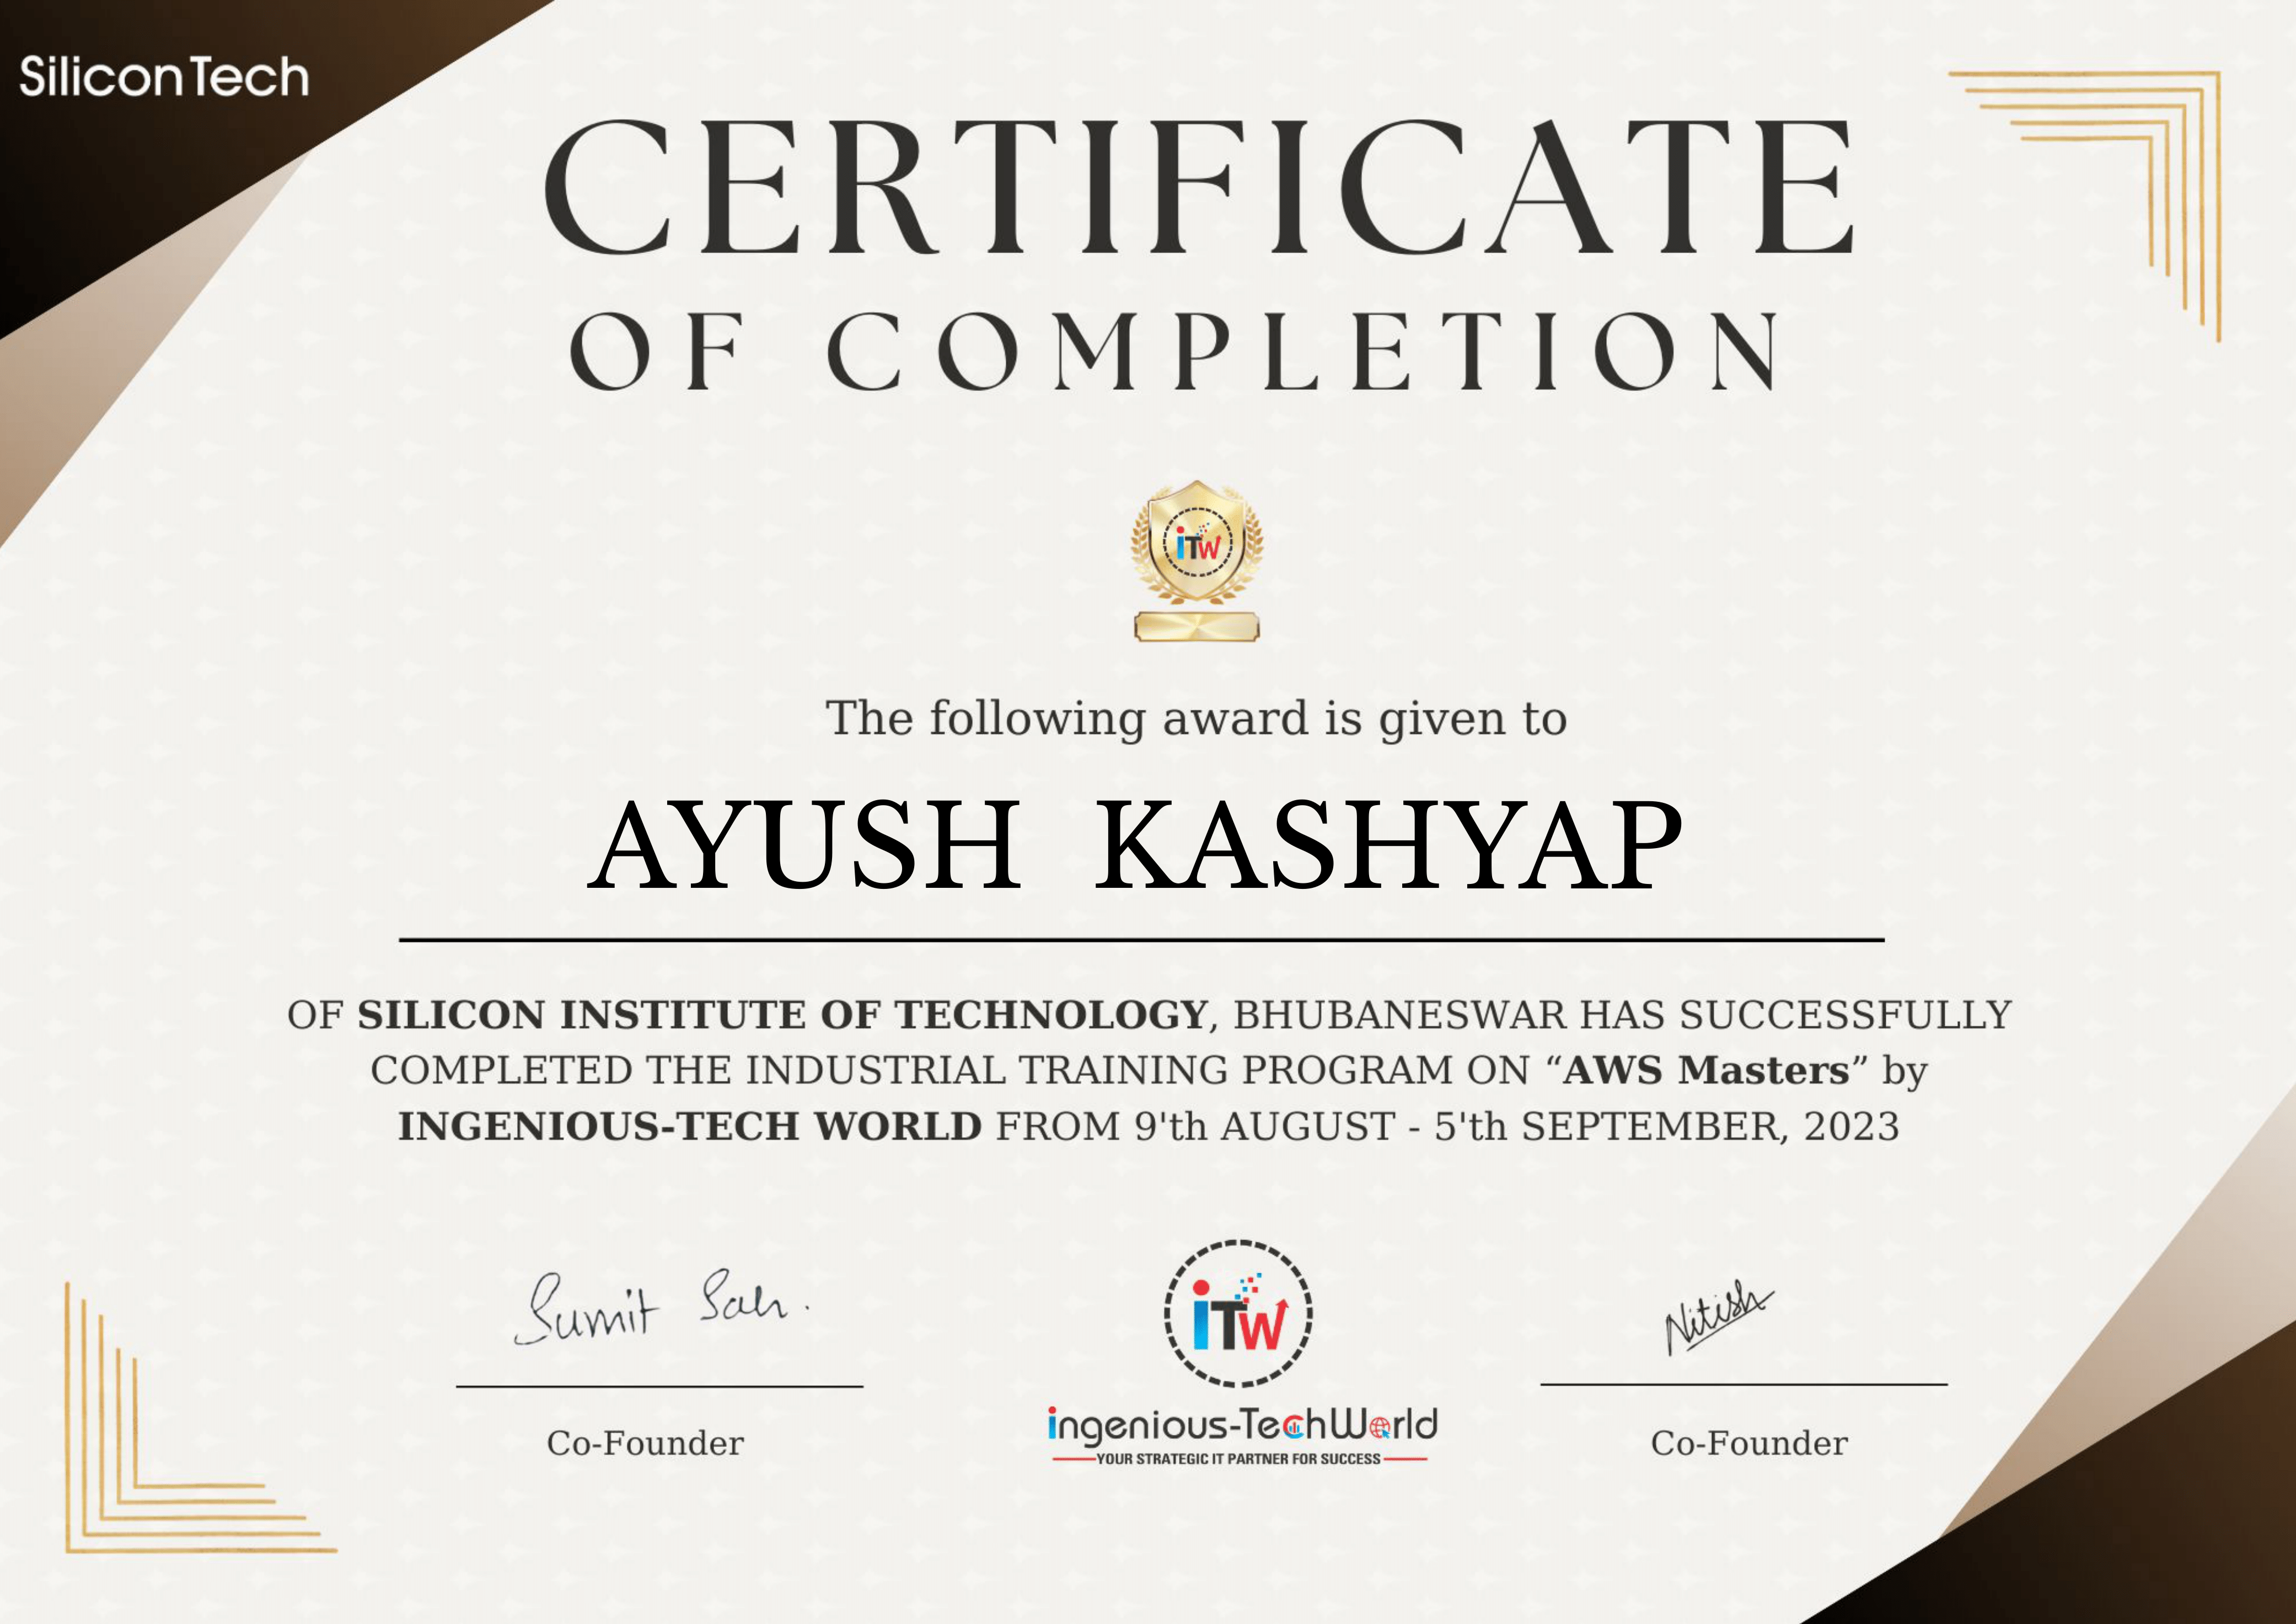 SiliconTech
CERTIFICATE
OF COMPLETION
iTW
The following award is given to
AYUSH KASHYAP
OF SILICON INSTITUTE OF TECHNOLOGY, BHUBANESWAR HAS SUCCESSFULLY
COMPLETED THE INDUSTRIAL TRAINING PROGRAM ON “AWS Masters” by
INGENIOUS-TECH WORLD FROM 9'th AUGUST - 5'th SEPTEMBER, 2023
Sumit Sah.
Co-Founder
iTW
ingenious-TechWorld
YOUR STRATEGIC IT PARTNER FOR SUCCESS
Nitish
Co-Founder